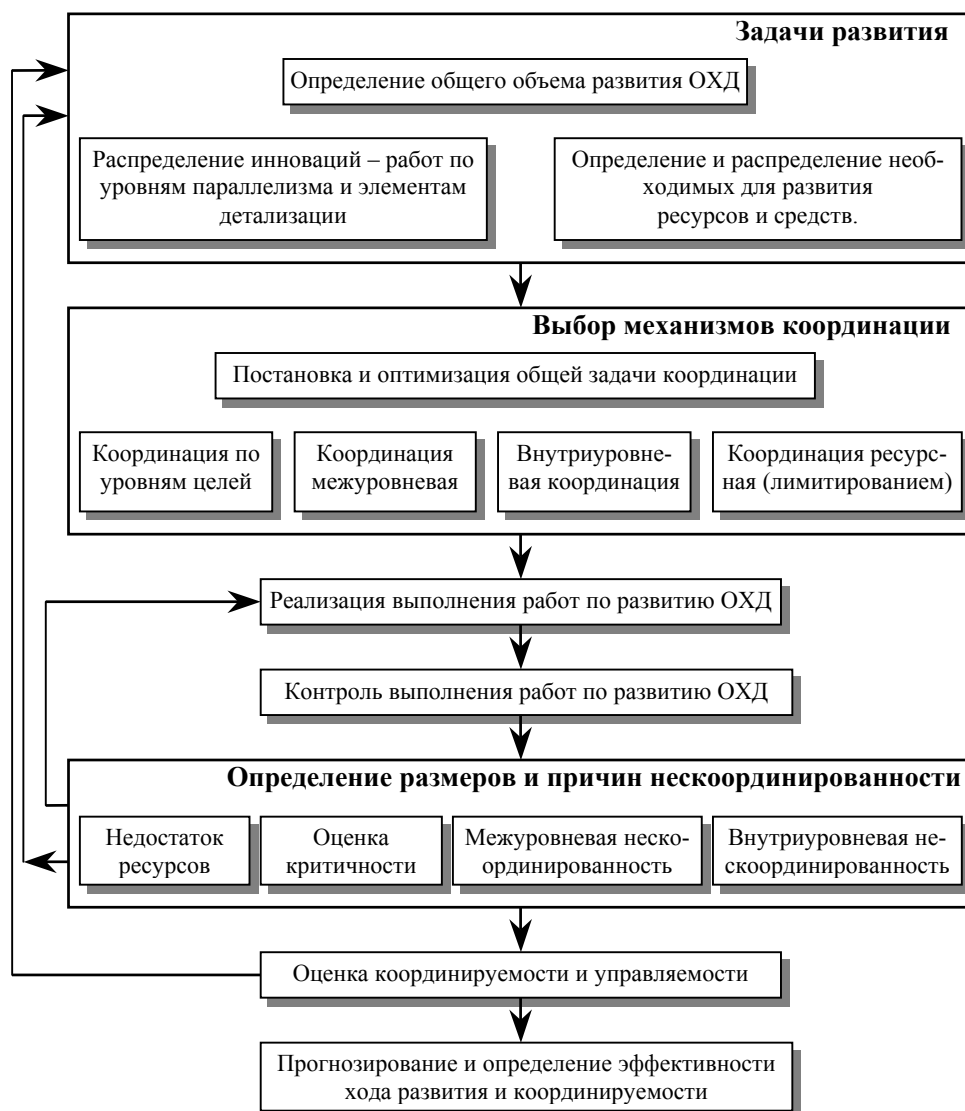 Задачи развития
Определение общего объема развития ОХД
Распределение инноваций – работ по
уровням параллелизма и элементам
детализации
Определение и распределение необ-
ходимых для развития
ресурсов и средств.
Выбор механизмов координации
Постановка и оптимизация общей задачи координации
Координация по
уровням целей
Координация
межуровневая
Внутриуровне-
вая координация
Координация ресурс-
ная (лимитированием)
Реализация выполнения работ по развитию ОХД
Контроль выполнения работ по развитию ОХД
Определение размеров и причин нескоординированности
Недостаток
ресурсов
Оценка
критичности
Межуровневая неско-
ординированность
Внутриуровневая не-
скоординированность
Оценка координируемости и управляемости
Прогнозирование и определение эффективности
хода развития и координируемости